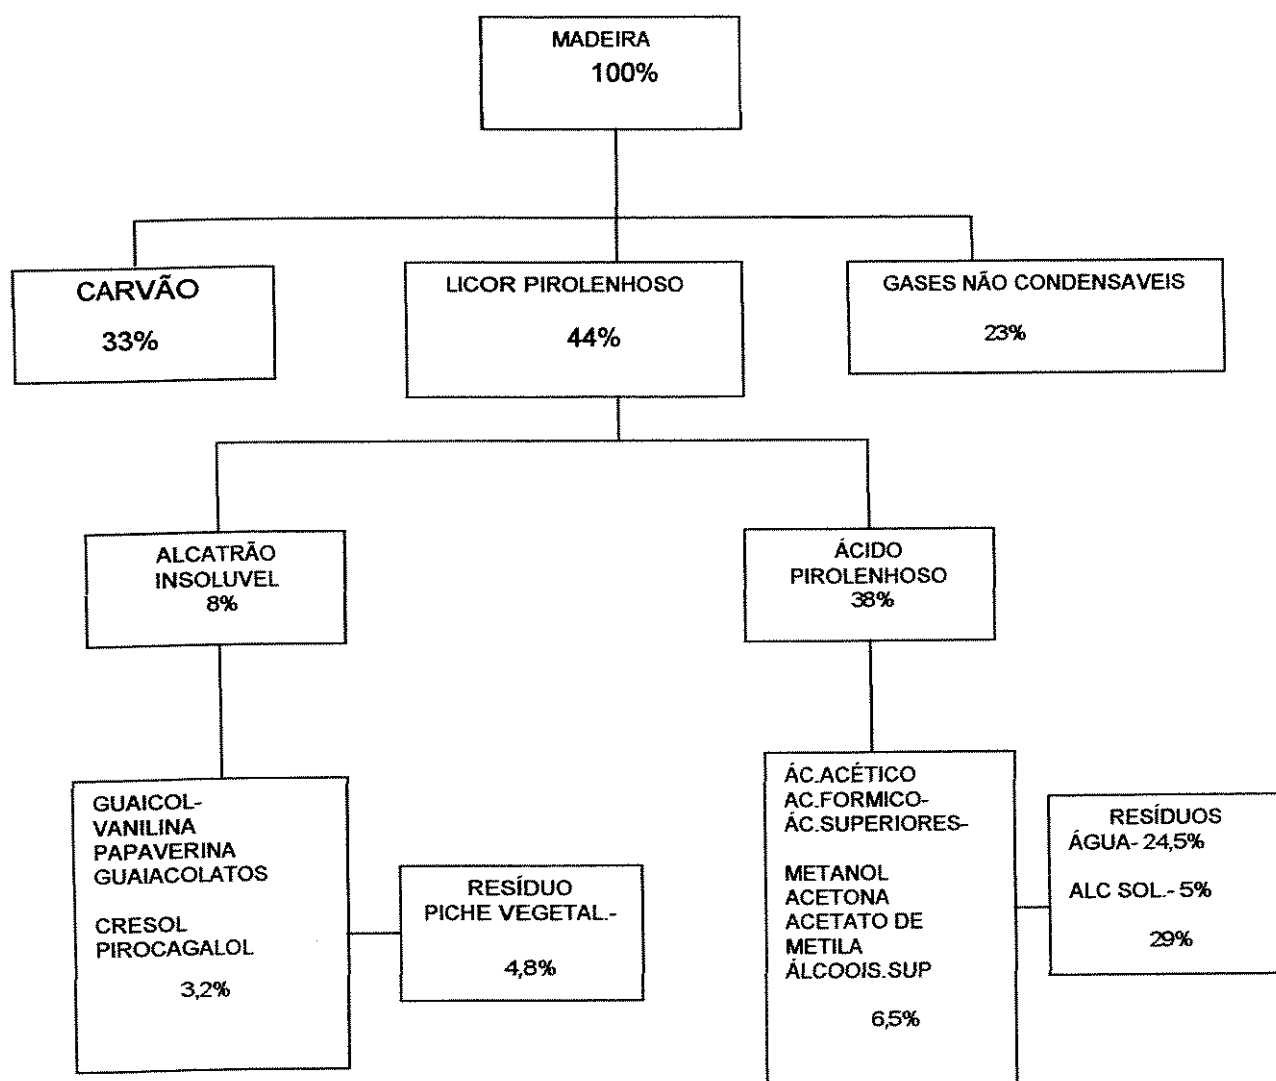 MADEIRA
100%
CARVÃO
33%
LICOR PIROLENHOSO
44%
GASES NÃO CONDENSAVEIS
23%
ALCATRÃO
INSOLUVEL
8%
ÁCIDO
PIROLENHOSO
38%
GUAICOL-
VANILINA
PAPAVERINA
GUAIACOLATOS
CRESOL
PIROCAGALOL
3,2%
RESÍDUO
PICHE VEGETAL.-
4,8%
ÁC.ACÉTICO
AC.FORMICO-
ÁC.SUPERIORES-
METANOL
ACETONA
ACETATO DE
METILA
ÁLCOOIS.SUP
6,5%
RESÍDUOS
ÁGUA- 24,5%
ALC SOL.- 5%
29%